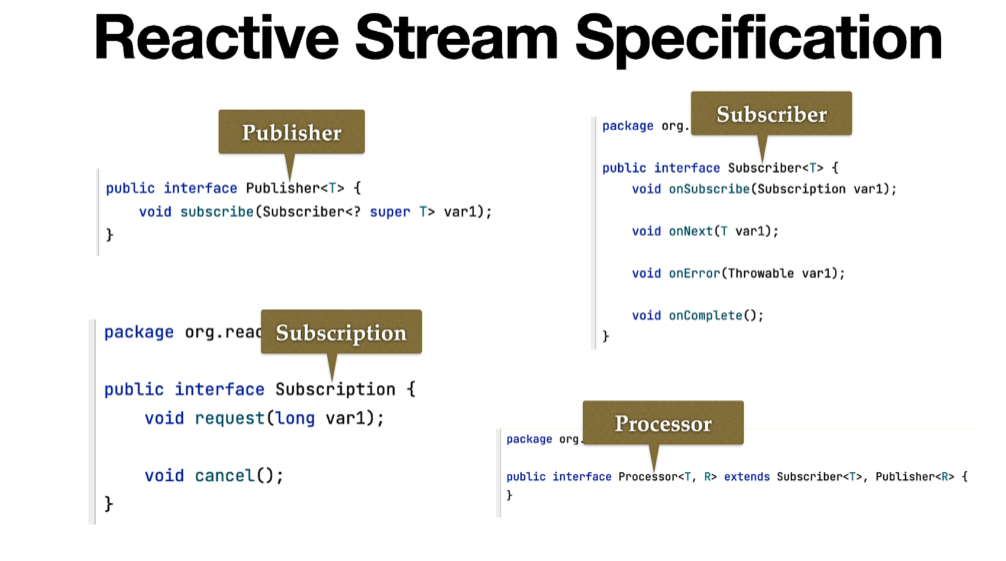 Reactive Stream Specification
Publisher
public interface Publisher<T> {
void subscribe(Subscriber<? super T> var1);
}
Subscriber
package org.
public interface Subscriber<T> {
void onSubscribe(Subscription var1);
void onNext(T var1);
void onError(Throwable var1);
void onComplete();
}
Subscription
package org.reac
public interface Subscription {
void request(long var1);
void cancel();
}
Processor
package org.
public interface Processor<T, R> extends Subscriber<T>, Publisher<R> {
}